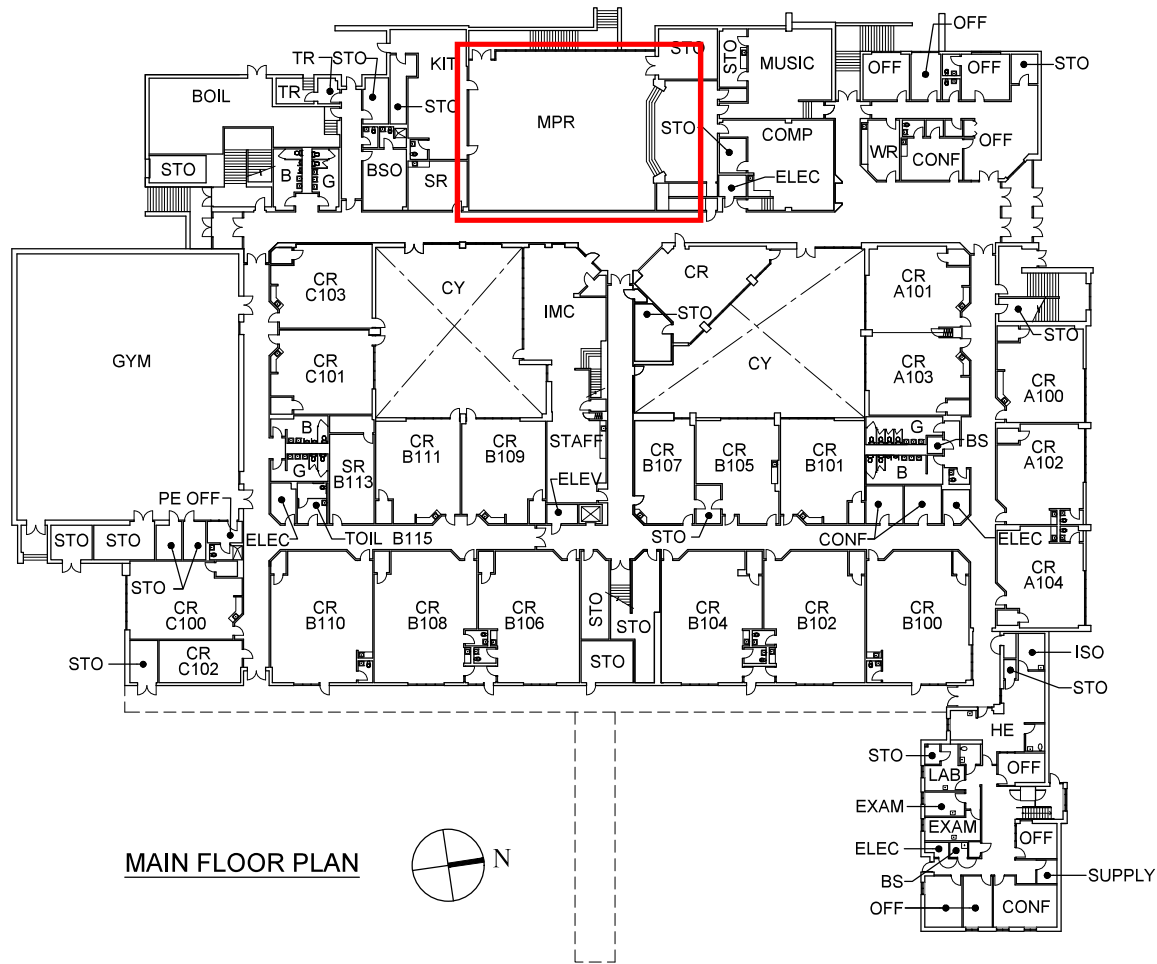 OFF
TR STO
STO
STO
KIT
MUSIC
OFF
OFF
STO
BOIL
TR
STO
MPR
STO
COMP
OFF
WR
CONF
STO
B
G
BSO
SR
ELEC
CR
C103
CY
IMC
CR
CR
A101
STO
STO
GYM
CR
C101
CY
CR
A103
CR
A100
B
G
SR
B113
CR
B111
CR
B109
STAFF
CR
B107
CR
B105
CR
B101
G
B
BS
CR
A102
PE OFF
ELEV
STO
STO
ELEC
TOIL
B115
STO
CONF
ELEC
STO
CR
C100
CR
B110
CR
B108
CR
B106
STO
STO
CR
B104
CR
B102
CR
B100
CR
A104
STO
CR
C102
STO
ISO
STO
HE
STO
LAB
OFF
EXAM
EXAM
OFF
ELEC
BS
SUPPLY
OFF
CONF
MAIN FLOOR PLAN
N